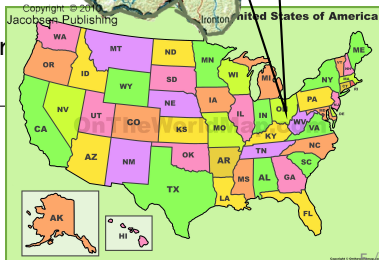 Copyright © 2010
Jacobsen Publishing
Ironton
United States of America
WA
MT
ND
MN
ME
OR
ID
SD
WI
MI
NY
WY
IA
PA
NV
NE
IL
IN
OH
CA
UT
CO
KS
MO
WV
VA
KY
OnTheWorldMap.com
AZ
NM
OK
AR
TN
NC
SC
TX
MS
AL
GA
LA
FL
AK
HI